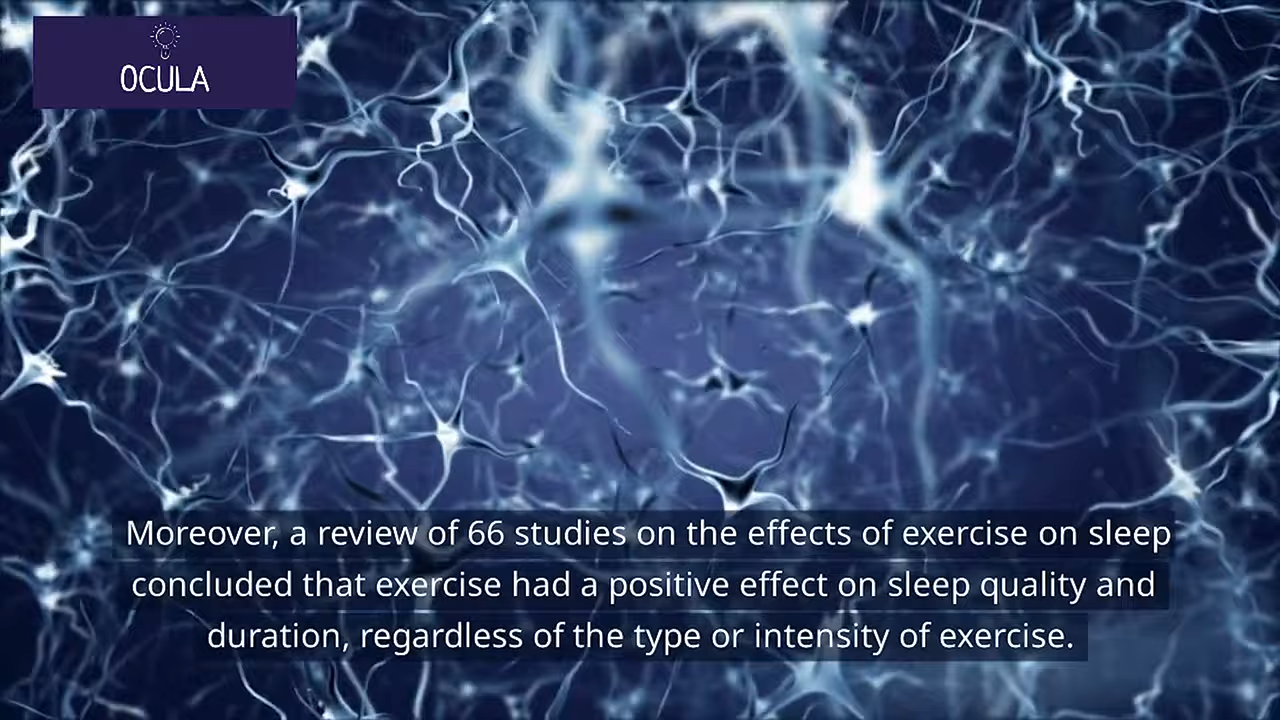 OCULA
Moreover, a review of 66 studies on the effects of exercise on sleep
concluded that exercise had a positive effect on sleep quality and
duration, regardless of the type or intensity of exercise.